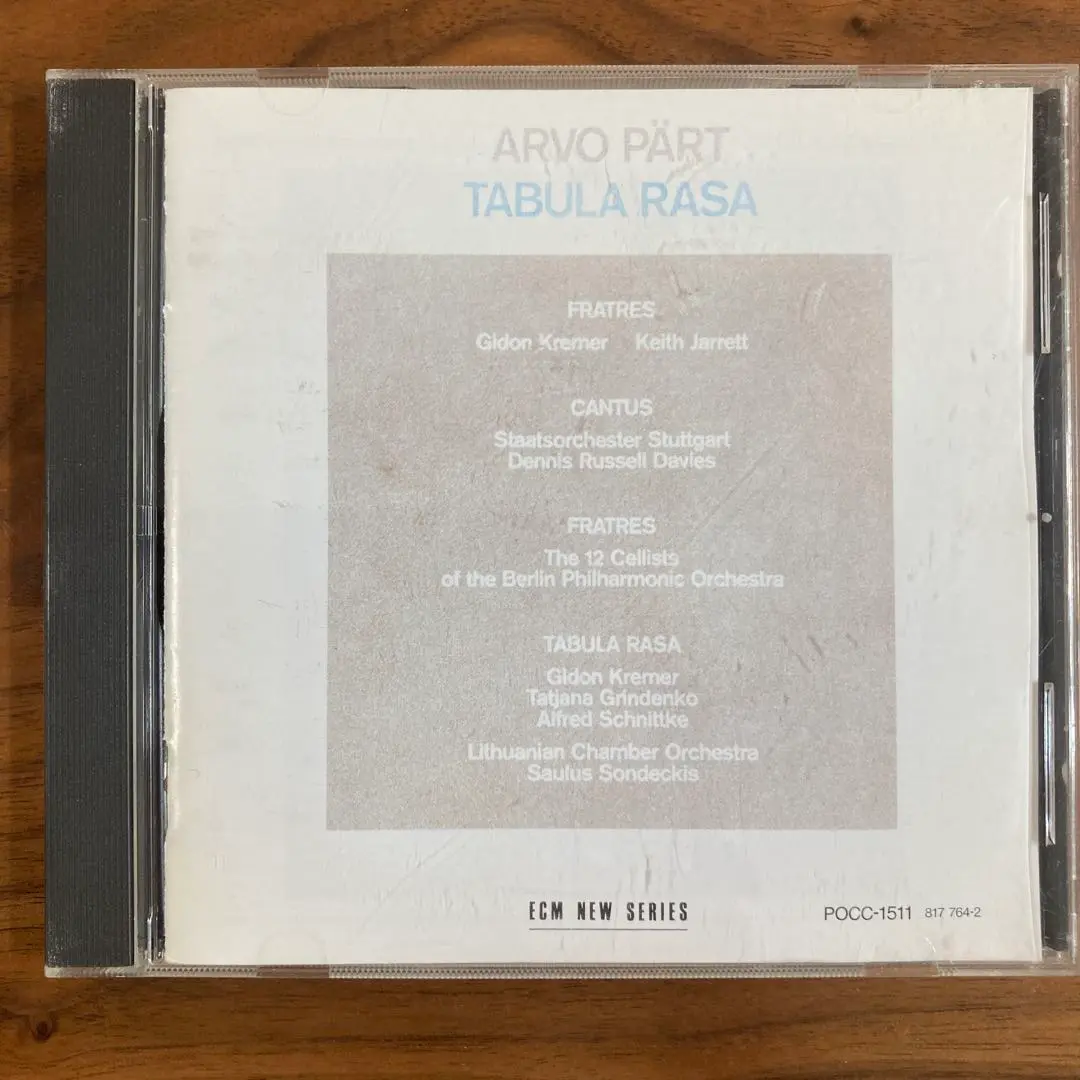 ARVO PÄRT
TABULA RASA
FRATRES
Gidon Kremer Keith Jarrett
CANTUS
Staatsorchester Stuttgart
Dennis Russell Davies
FRATRES
The 12 Cellists
of the Berlin Philharmonic Orchestra
TABULA RASA
Gidon Kremer
Tatjana Grindenko
Alfred Schnittke
Lithuanian Chamber Orchestra
Saulus Sondeckis
ECM NEW SERIES
POCC-1511 817 764-2